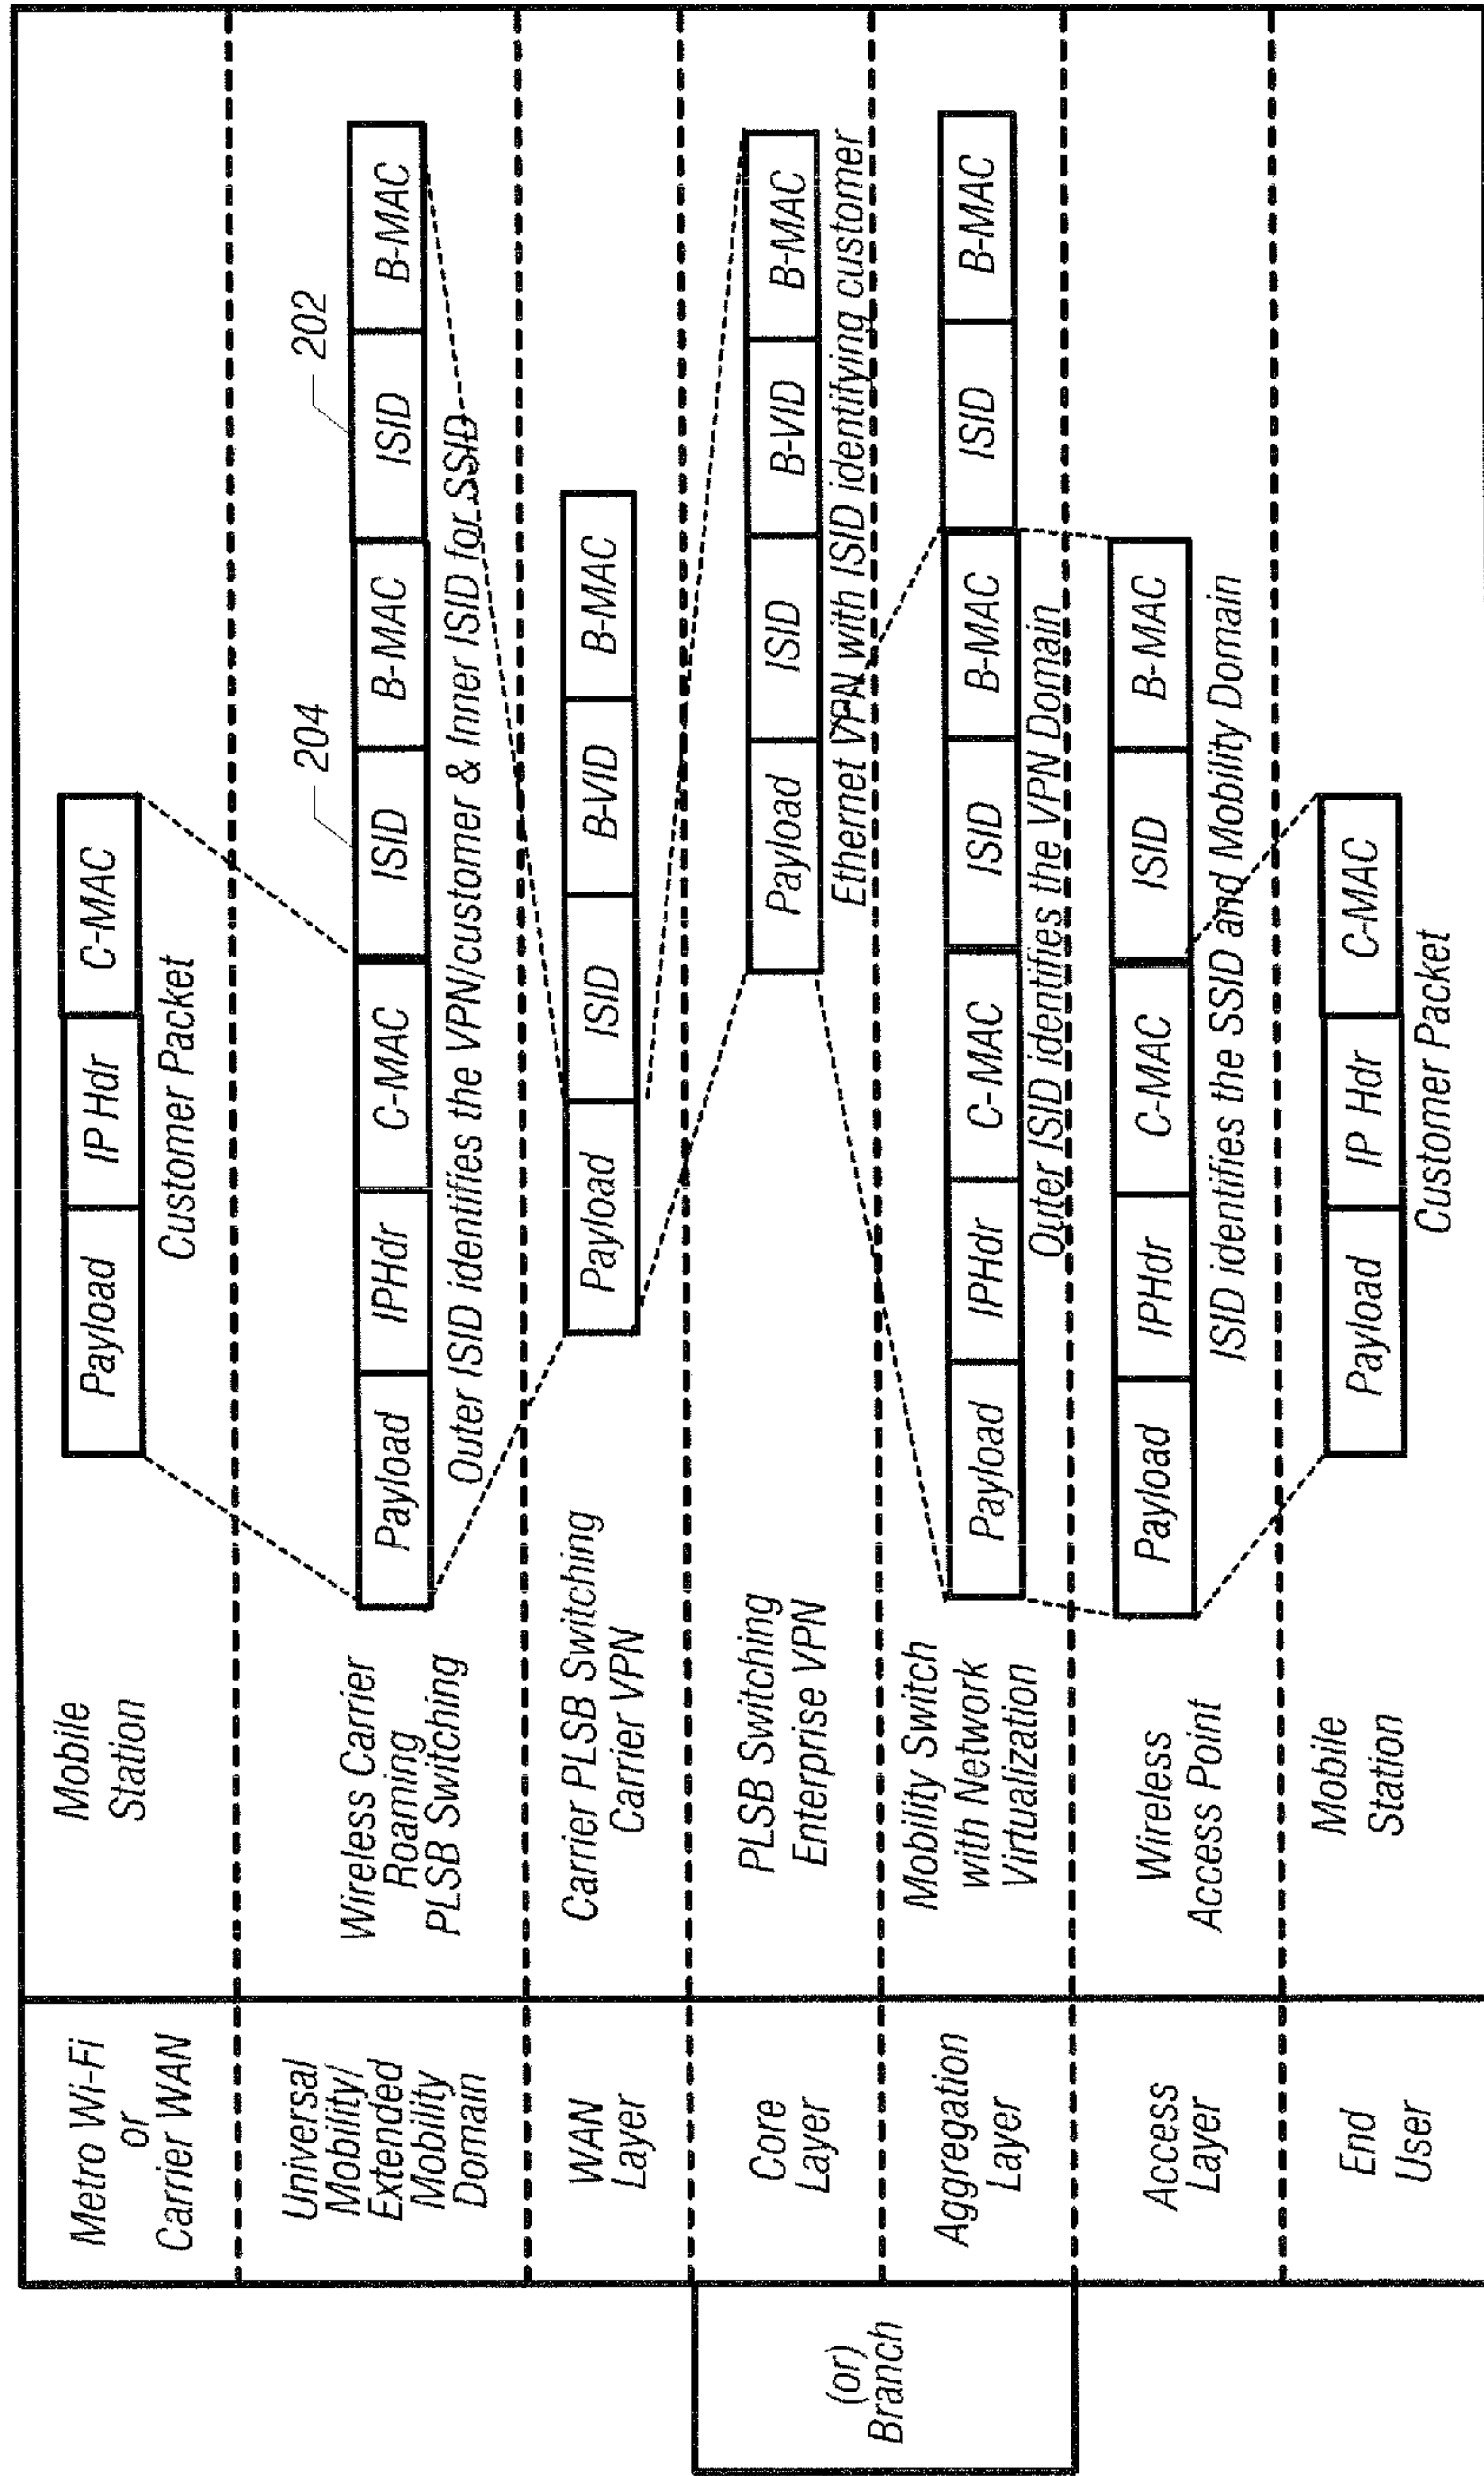 Metro Wi-Fi
or
Carrier WAN
Mobile
Station
Payload
IP Hdr
C-MAC
Customer Packet
Universal
Mobility/
Extended
Mobility
Domain
Wireless Carrier
Roaming
PLSB Switching
204
202
Payload
IPHdr
C-MAC
ISID
B-MAC
ISID
B-MAC
Outer ISID identifies the VPN/customer & Inner ISID for SSID
WAN
Layer
Carrier PLSB Switching
Carrier VPN
Payload
ISID
B-VID
B-MAC
(or)
Branch
Core
Layer
PLSB Switching
Enterprise VPN
Payload
ISID
B-VID
B-MAC
Ethernet VPN with ISID identifying customer
Aggregation
Layer
Mobility Switch
with Network
Virtualization
Payload
IPHdr
C-MAC
ISID
B-MAC
ISID
B-MAC
Outer ISID identifies the VPN Domain
Access
Layer
Wireless
Access Point
Payload
IPHdr
C-MAC
ISID
B-MAC
ISID identifies the SSID and Mobility Domain
End
User
Mobile
Station
Payload
IP Hdr
C-MAC
Customer Packet